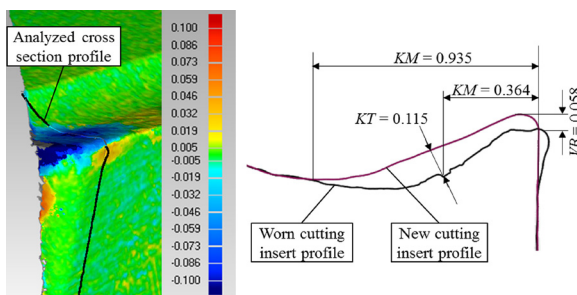 Analyzed cross
section profile
0.100
0.086
0.073
0.059
0.046
0.032
0.019
0.005
-0.005
-0.019
-0.032
-0.046
-0.059
-0.073
-0.086
-0.100
KM = 0.935
KM = 0.364
KT = 0.115
VB = 0.058
Worn cutting
insert profile
New cutting
insert profile